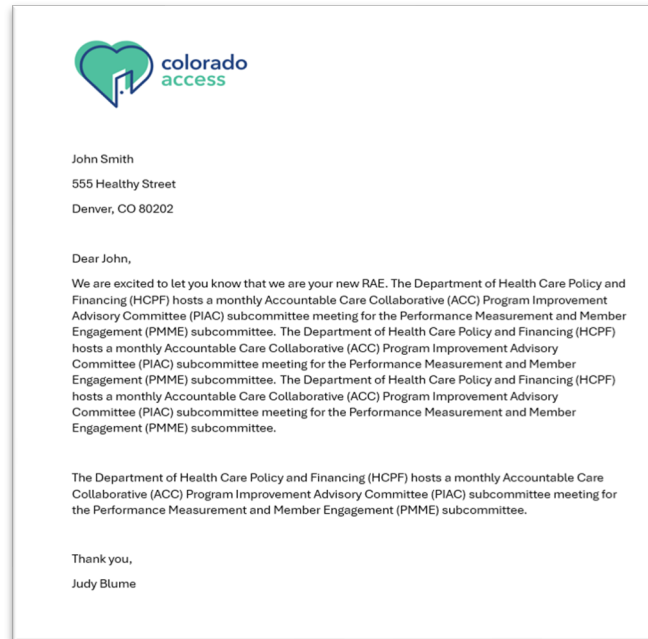 colorado
access
John Smith
555 Healthy Street
Denver, CO 80202
Dear John,
We are excited to let you know that we are your new RAE. The Department of Health Care Policy and
Financing (HCPF) hosts a monthly Accountable Care Collaborative (ACC) Program Improvement
Advisory Committee (PIAC) subcommittee meeting for the Performance Measurement and Member
Engagement (PMME) subcommittee. The Department of Health Care Policy and Financing (HCPF)
hosts a monthly Accountable Care Collaborative (ACC) Program Improvement Advisory
Committee (PIAC) subcommittee meeting for the Performance Measurement and Member
Engagement (PMME) subcommittee. The Department of Health Care Policy and Financing (HCPF)
hosts a monthly Accountable Care Collaborative (ACC) Program Improvement Advisory
Committee (PIAC) subcommittee meeting for the Performance Measurement and Member
Engagement (PMME) subcommittee.
The Department of Health Care Policy and Financing (HCPF) hosts a monthly Accountable Care
Collaborative (ACC) Program Improvement Advisory Committee (PIAC) subcommittee meeting for
the Performance Measurement and Member Engagement (PMME) subcommittee.
Thank you,
Judy Blume